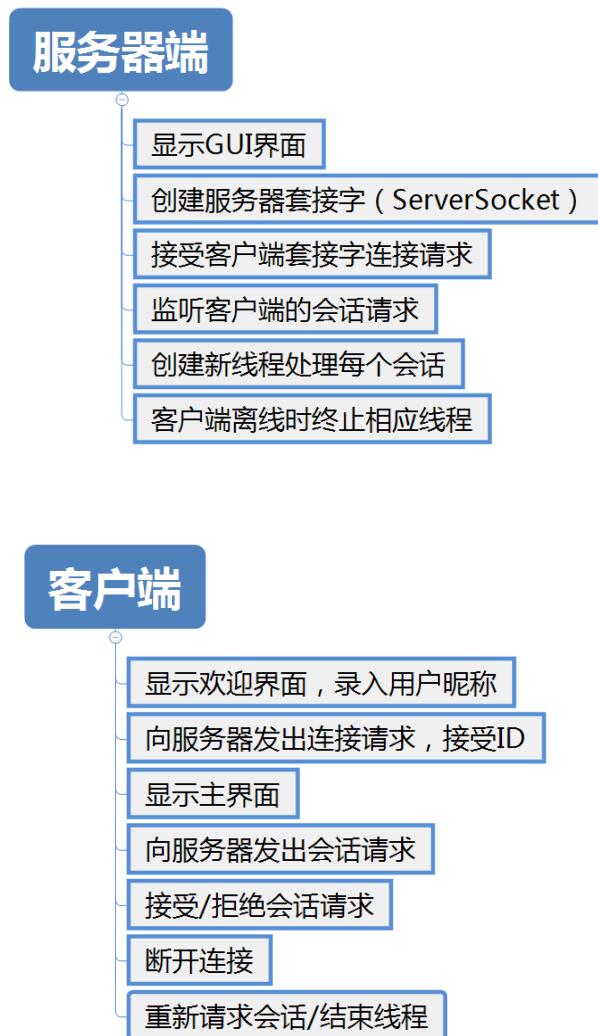 服务器端
显示GUI界面
创建服务器套接字（ServerSocket）
接受客户端套接字连接请求
监听客户端的会话请求
创建新线程处理每个会话
客户端离线时终止相应线程
客户端
显示欢迎界面，录入用户昵称
向服务器发出连接请求，接受ID
显示主界面
向服务器发出会话请求
接受/拒绝会话请求
断开连接
重新请求会话/结束线程